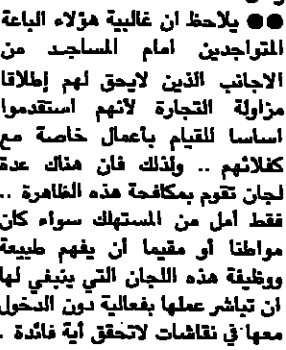 ●● يلاحظ ان غالبية هؤلاء الباعة
المتواجدين امام المساجد من
الاجانب الذين لايحق لهم إطلاقا
مزاولة التجارة لأنهم استقدموا
اساسا للقيام بأعمال خاصة مع
كفلائهم .. ولذلك فان هناك عدة
لجان تقوم بمكافحة هذه الظاهرة ..
فقط أمل من المستهلك سواء كان
مواطنا أو مقيما أن يفهم طبيعة
ووظيفة هذه اللجان التي ينبغي لها
ان تباشر عملها بفعالية دون الدخول
معها في نقاشات لاتحقق أية فائدة .